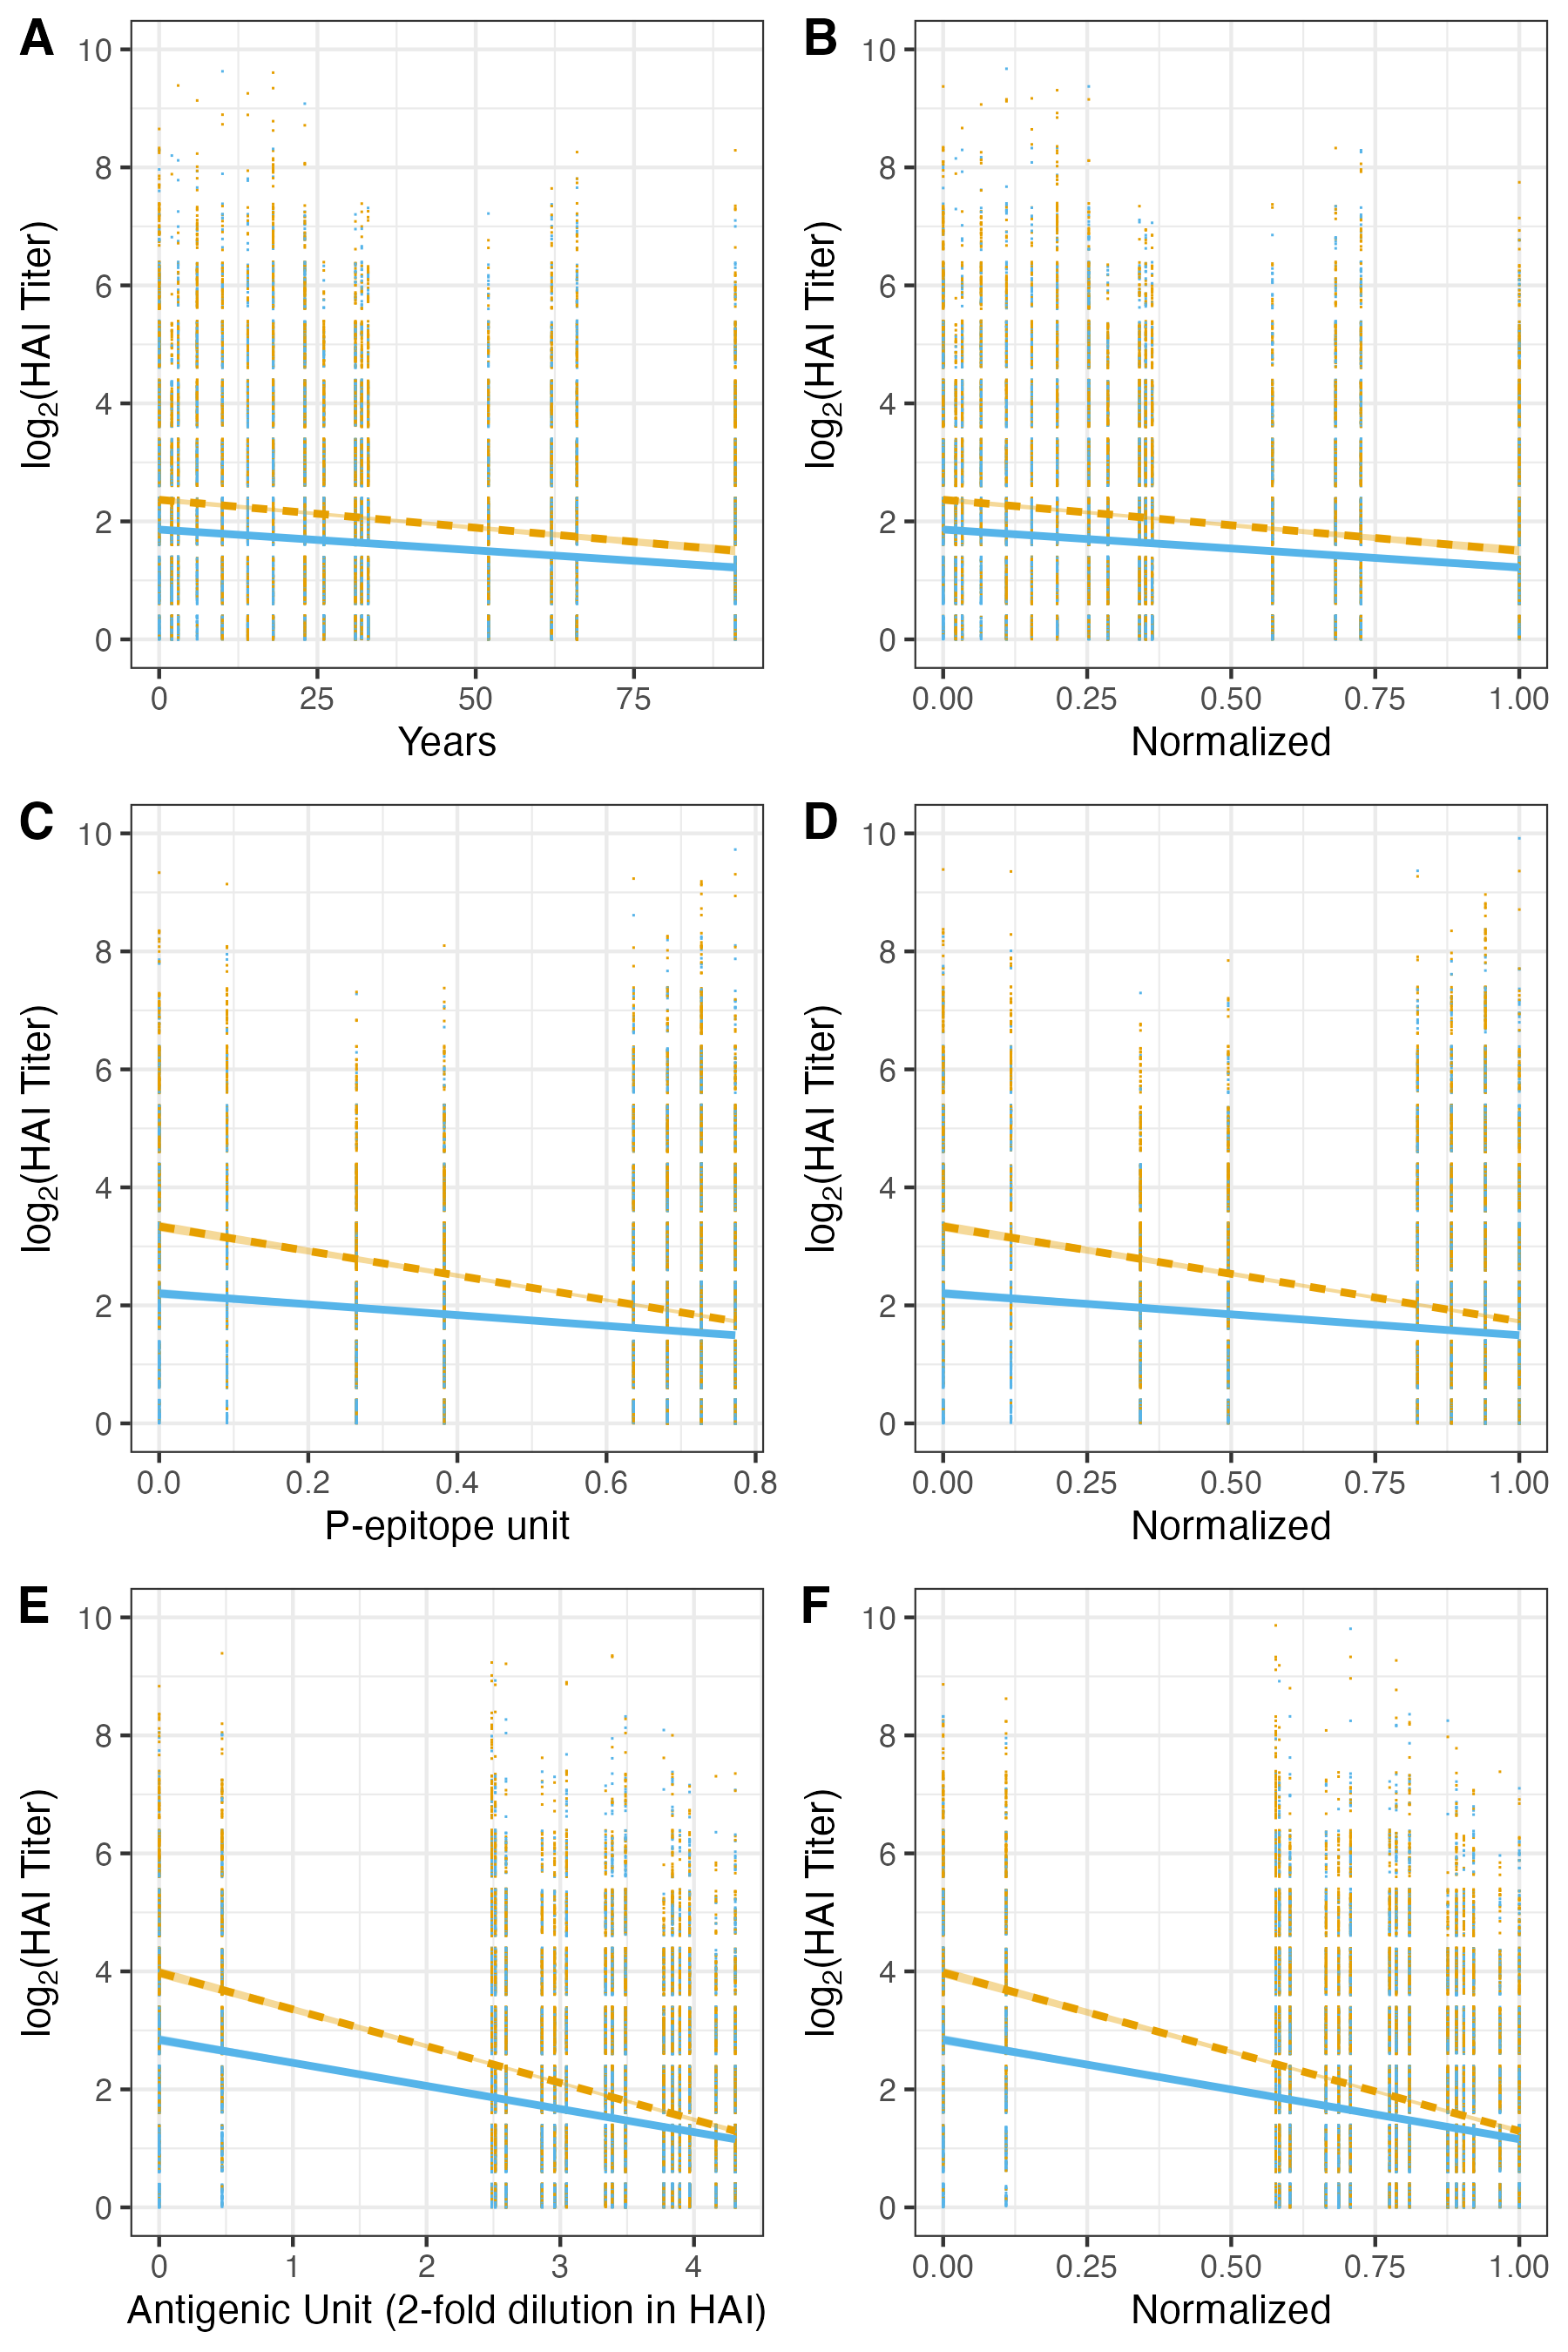 A
B
log2(HAI Titer)
10
8
6
4
2
0
0 25 50 75
Years
log2(HAI Titer)
10
8
6
4
2
0
0.00 0.25 0.50 0.75 1.00
Normalized
C
D
log2(HAI Titer)
10
8
6
4
2
0
0.0 0.2 0.4 0.6 0.8
P-epitope unit
log2(HAI Titer)
10
8
6
4
2
0
0.00 0.25 0.50 0.75 1.00
Normalized
E
F
log2(HAI Titer)
10
8
6
4
2
0
0 1 2 3 4
Antigenic Unit (2-fold dilution in HAI)
log2(HAI Titer)
10
8
6
4
2
0
0.00 0.25 0.50 0.75 1.00
Normalized